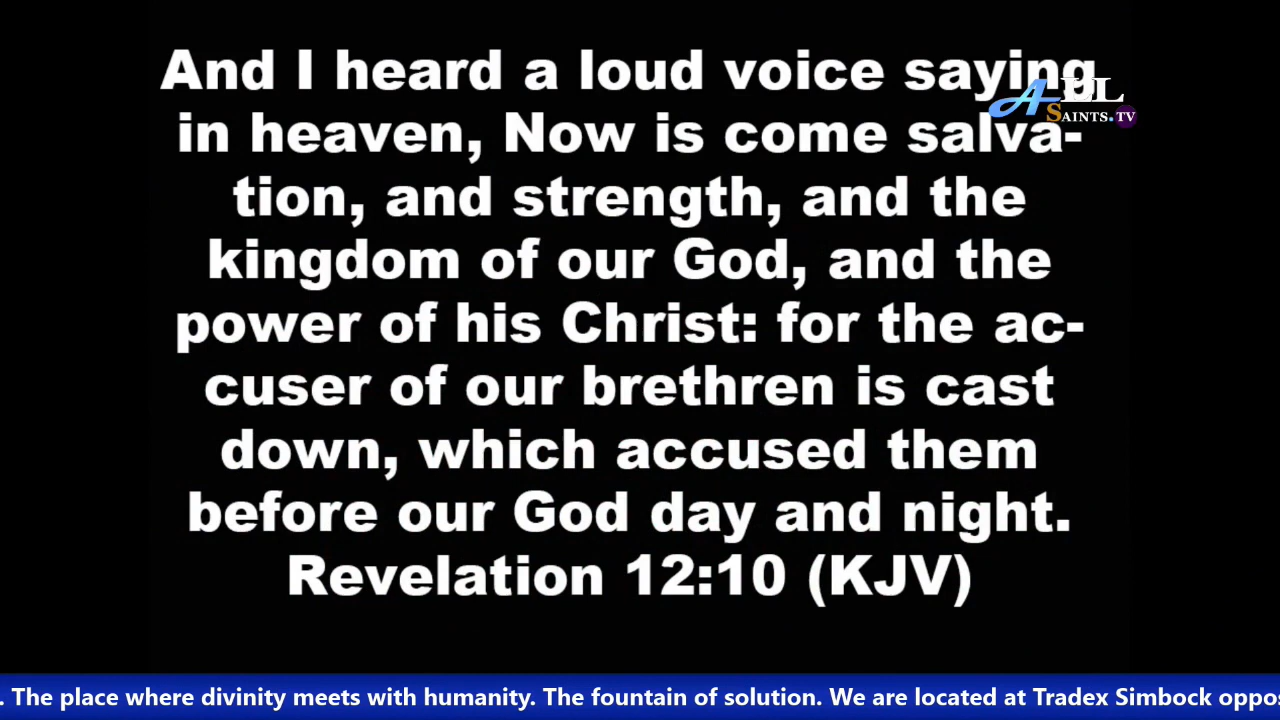 And I heard a loud voice saying
in heaven, Now is come salva-
tion, and strength, and the
kingdom of our God, and the
power of his Christ: for the ac-
cuser of our brethren is cast
down, which accused them
before our God day and night.
Revelation 12:10 (KJV)
ALL
SAINTS.TV
. The place where divinity meets with humanity. The fountain of solution. We are located at Tradex Simbock oppos